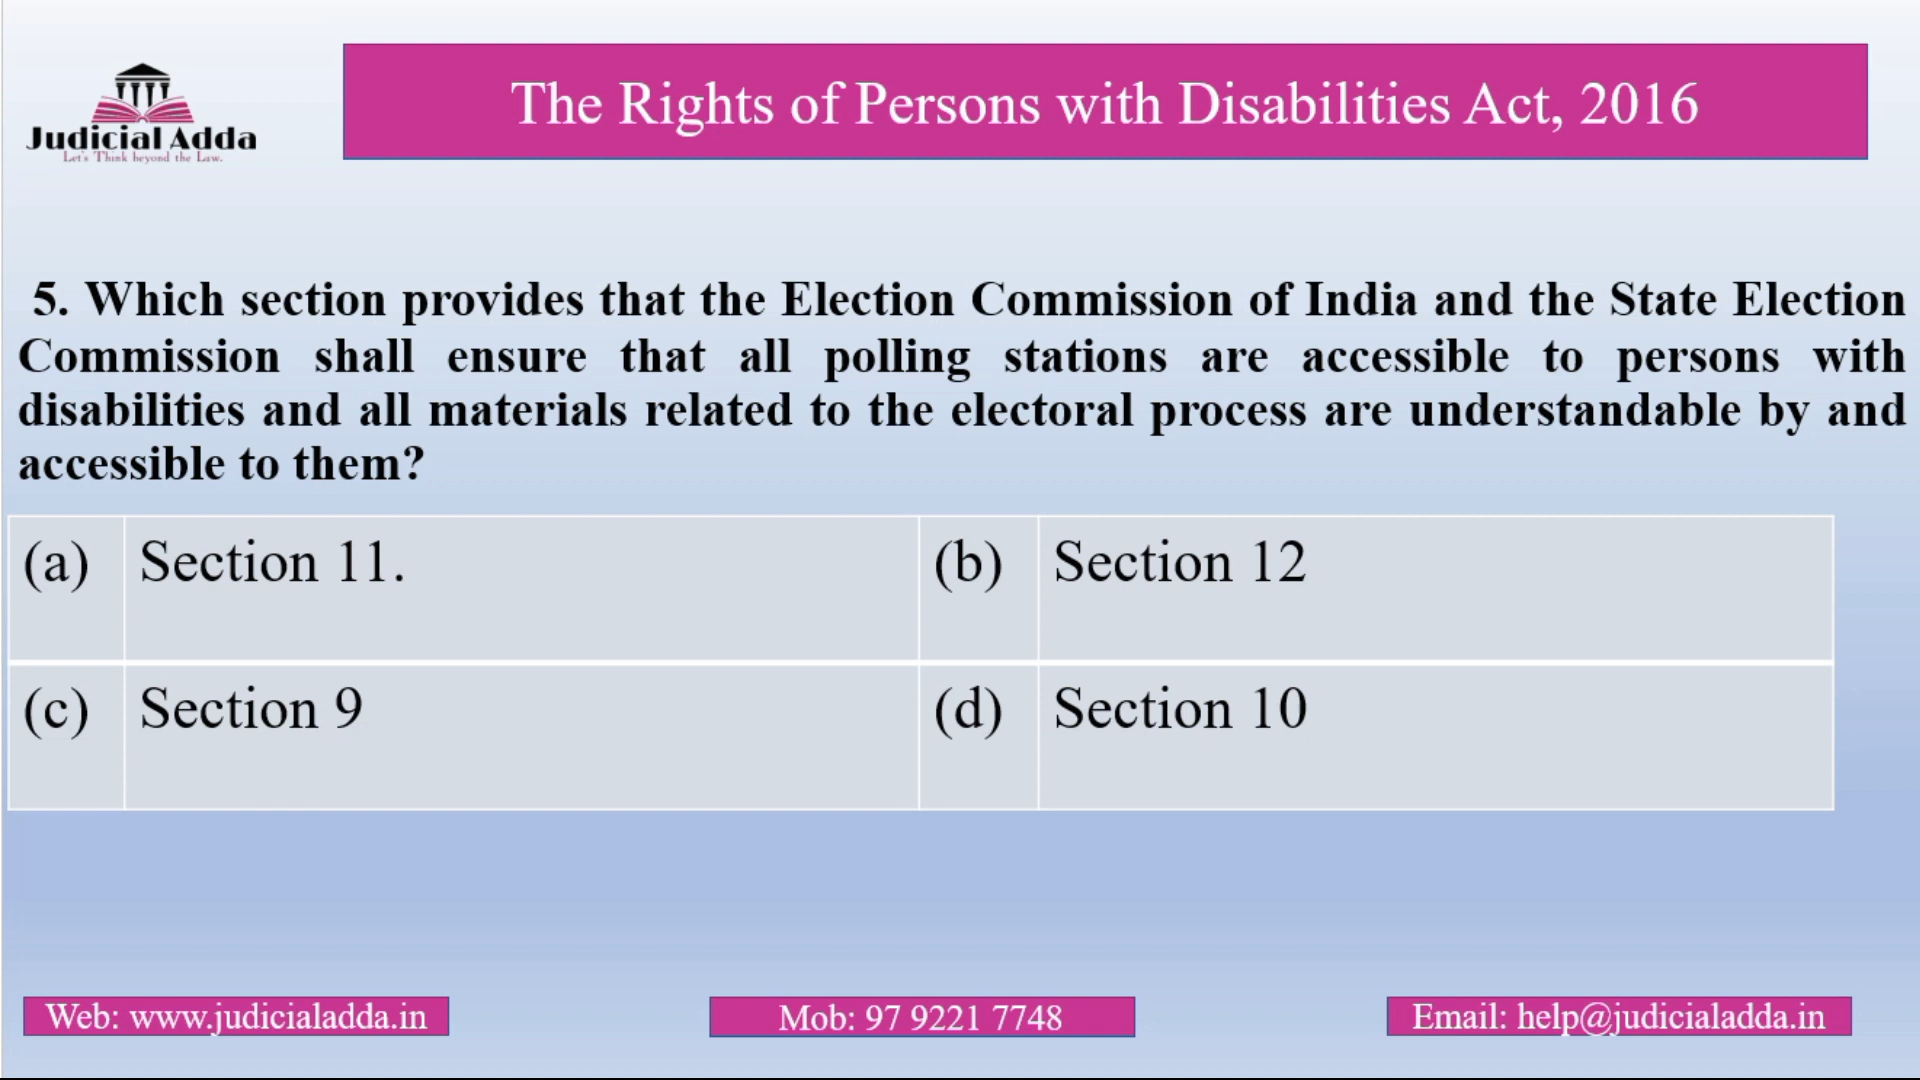 Judicial Adda
Let's Think beyond the Law.
The Rights of Persons with Disabilities Act, 2016
5. Which section provides that the Election Commission of India and the State Election
Commission shall ensure that all polling stations are accessible to persons with
disabilities and all materials related to the electoral process are understandable by and
accessible to them?
(a) Section 11. (b) Section 12
(c) Section 9 (d) Section 10
Web: www.judicialadda.in Mob: 97 9221 7748 Email: help@judicialadda.in